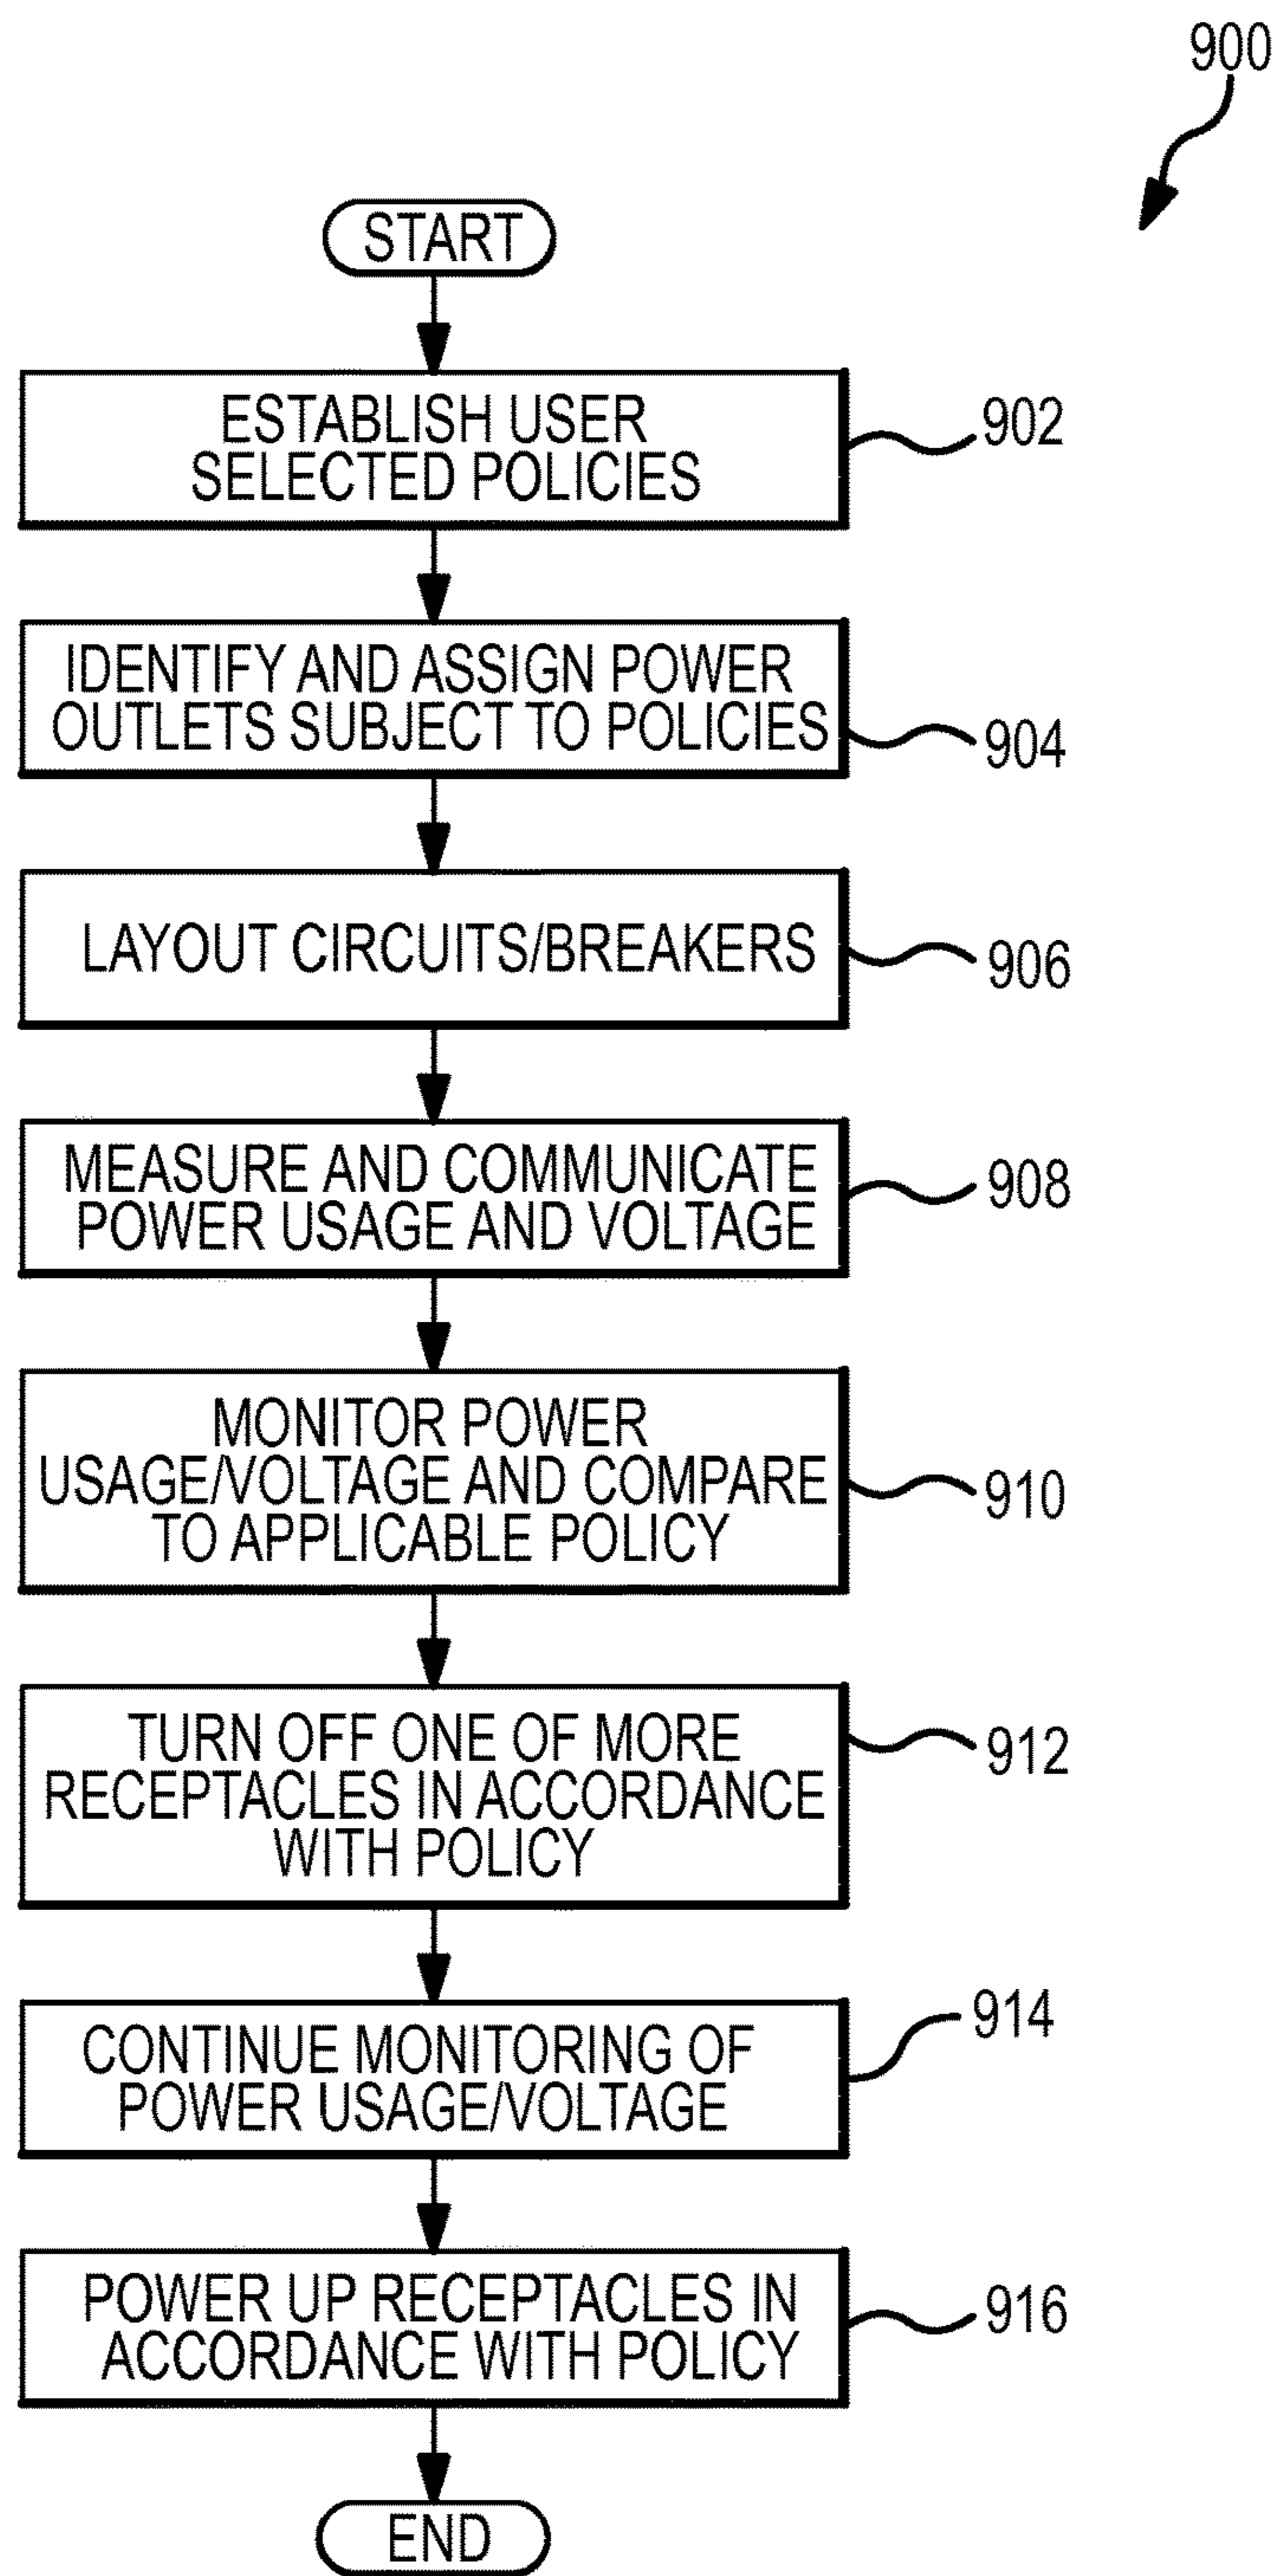 900
START
ESTABLISH USER
SELECTED POLICIES
902
IDENTIFY AND ASSIGN POWER
OUTLETS SUBJECT TO POLICIES
904
LAYOUT CIRCUITS/BREAKERS
906
MEASURE AND COMMUNICATE
POWER USAGE AND VOLTAGE
908
MONITOR POWER
USAGE/VOLTAGE AND COMPARE
TO APPLICABLE POLICY
910
TURN OFF ONE OF MORE
RECEPTACLES IN ACCORDANCE
WITH POLICY
912
CONTINUE MONITORING OF
POWER USAGE/VOLTAGE
914
POWER UP RECEPTACLES IN
ACCORDANCE WITH POLICY
916
END